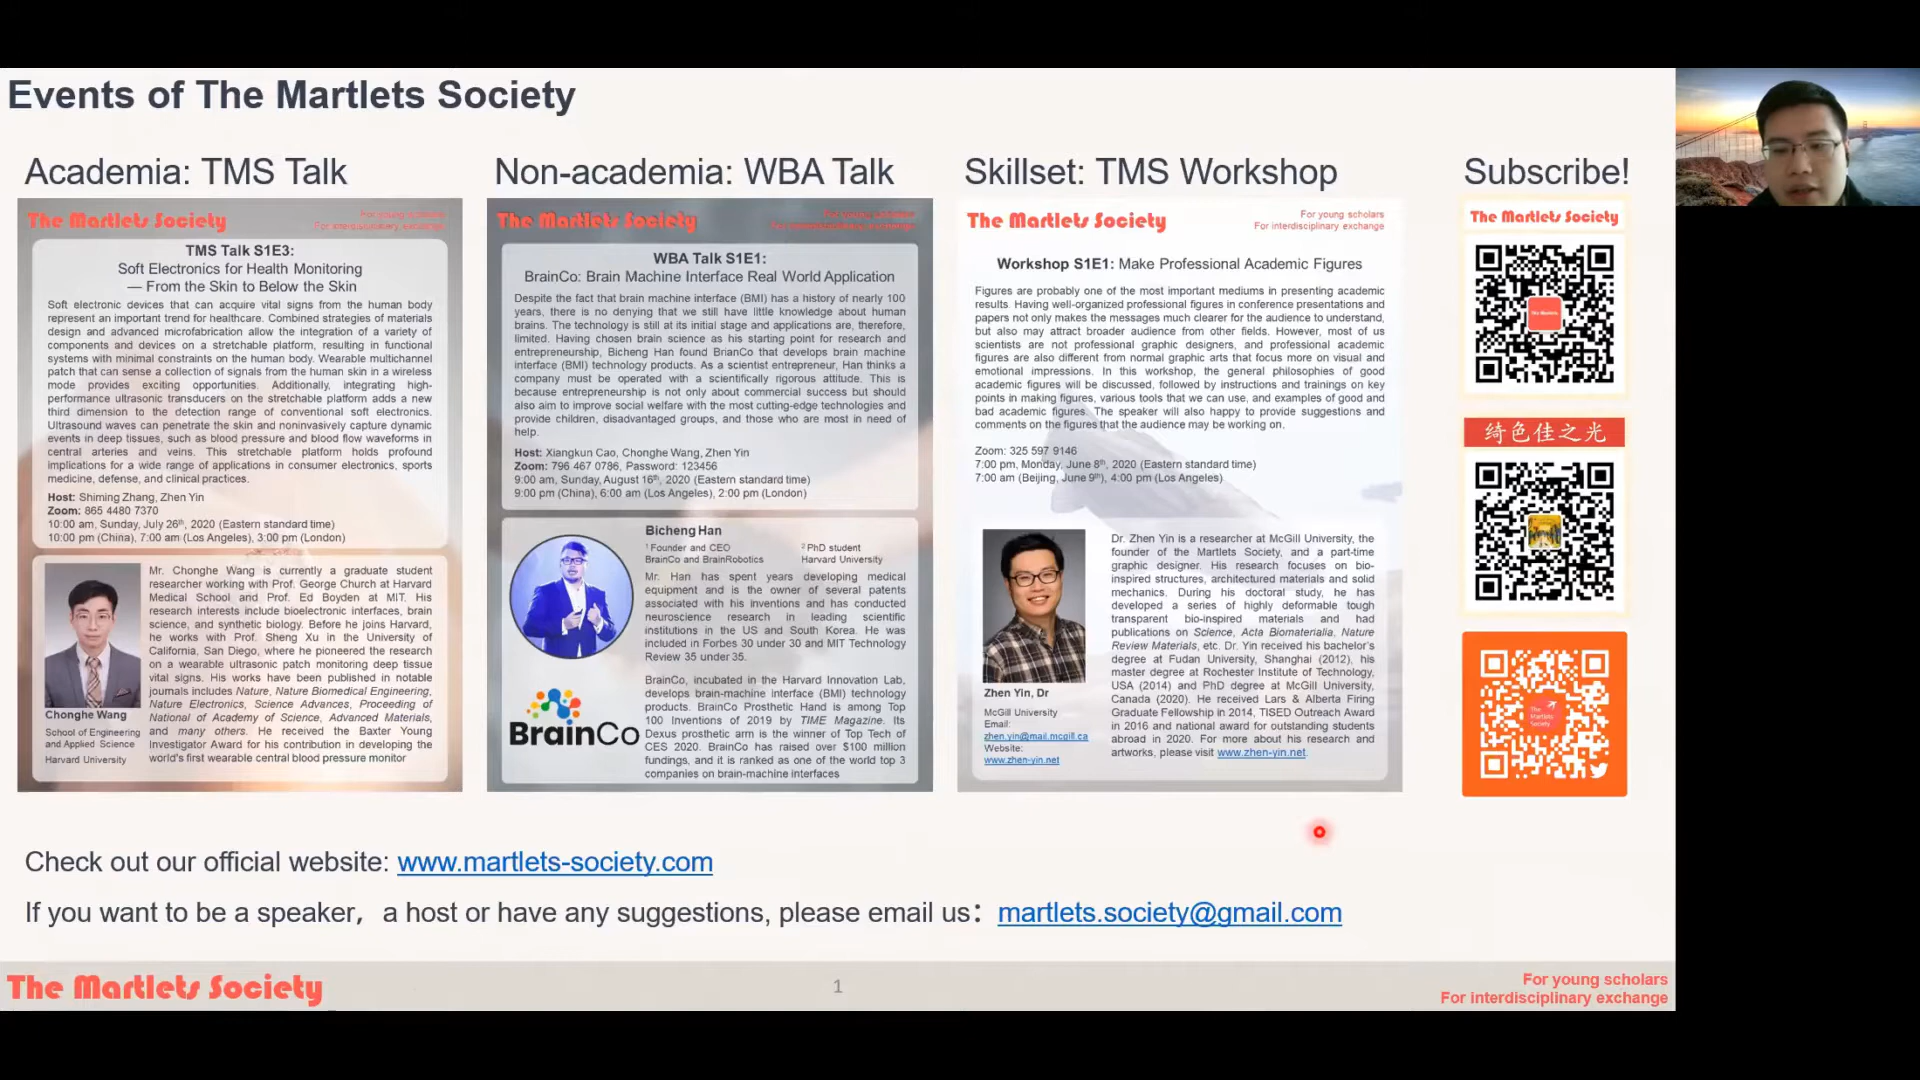 Events of The Martlets Society
Academia: TMS Talk
The Martlets Society
For young scholars
For interdisciplinary exchange
TMS Talk S1E3:
Soft Electronics for Health Monitoring
— From the Skin to Below the Skin
Soft electronic devices that can acquire vital signs from the human body
represent an important trend for healthcare. Combined strategies of materials
design and advanced microfabrication allow the integration of a variety of
components and devices on a stretchable platform, resulting in functional
systems with minimal constraints on the human body. Wearable multichannel
patch that can sense a collection of signals from the human skin in a wireless
mode provides exciting opportunities. Additionally, integrating high-
performance ultrasonic transducers on the stretchable platform adds a new
third dimension to the detection range of conventional soft electronics.
Ultrasound waves can penetrate the skin and noninvasively capture dynamic
events in deep tissues, such as blood pressure and blood flow waveforms in
central arteries and veins. This stretchable platform holds profound
implications for a wide range of applications in consumer electronics, sports
medicine, defense, and clinical practices.
Host: Shiming Zhang, Zhen Yin
Zoom: 865 4480 7370
10:00 am, Sunday, July 26th, 2020 (Eastern standard time)
10:00 pm (China), 7:00 am (Los Angeles), 3:00 pm (London)
Chonghe Wang
School of Engineering
and Applied Science
Harvard University
Mr. Chonghe Wang is currently a graduate student
researcher working with Prof. George Church at Harvard
Medical School and Prof. Ed Boyden at MIT. His
research interests include bioelectronic interfaces, brain
science, and synthetic biology. Before he joins Harvard,
he works with Prof. Sheng Xu in the University of
California, San Diego, where he pioneered the research
on a wearable ultrasonic patch monitoring deep tissue
vital signs. His works have been published in notable
journals includes Nature, Nature Biomedical Engineering,
Nature Electronics, Science Advances, Proceeding of
National of Academy of Science, Advanced Materials,
and many others. He received the Baxter Young
Investigator Award for his contribution in developing the
world's first wearable central blood pressure monitor
Non-academia: WBA Talk
The Martlets Society
For young scholars
For interdisciplinary exchange
WBA Talk S1E1:
BrainCo: Brain Machine Interface Real World Application
Despite the fact that brain machine interface (BMI) has a history of nearly 100
years, there is no denying that we still have little knowledge about human
brains. The technology is still at its initial stage and applications are, therefore,
limited. Having chosen brain science as his starting point for research and
entrepreneurship, Bicheng Han found BrianCo that develops brain machine
interface (BMI) technology products. As a scientist entrepreneur, Han thinks a
company must be operated with a scientifically rigorous attitude. This is
because entrepreneurship is not only about commercial success but should
also aim to improve social welfare with the most cutting-edge technologies and
provide children, disadvantaged groups, and those who are most in need of
help.
Host: Xiangkun Cao, Chonghe Wang, Zhen Yin
Zoom: 796 467 0786, Password: 123456
9:00 am, Sunday, August 16th, 2020 (Eastern standard time)
9:00 pm (China), 6:00 am (Los Angeles), 2:00 pm (London)
Bicheng Han
1 Founder and CEO
BrainCo and BrainRobotics
2 PhD student
Harvard University
Mr. Han has spent years developing medical
equipment and is the owner of several patents
associated with his inventions and has conducted
neuroscience research in leading scientific
institutions in the US and South Korea. He was
included in Forbes 30 under 30 and MIT Technology
Review 35 under 35.
BrainCo
BrainCo, incubated in the Harvard Innovation Lab,
develops brain-machine interface (BMI) technology
products. BrainCo Prosthetic Hand is among Top
100 Inventions of 2019 by TIME Magazine. Its
Dexus prosthetic arm is the winner of Top Tech of
CES 2020. BrainCo has raised over $100 million
fundings, and it is ranked as one of the world top 3
companies on brain-machine interfaces
Skillset: TMS Workshop
The Martlets Society
For young scholars
For interdisciplinary exchange
Workshop S1E1: Make Professional Academic Figures
Figures are probably one of the most important mediums in presenting academic
results. Having well-organized professional figures in conference presentations and
papers not only makes the messages much clearer for the audience to understand,
but also may attract broader audience from other fields. However, most of us
scientists are not professional graphic designers, and professional academic
figures are also different from normal graphic arts that focus more on visual and
emotional impressions. In this workshop, the general philosophies of good
academic figures will be discussed, followed by instructions and trainings on key
points in making figures, various tools that we can use, and examples of good and
bad academic figures. The speaker will also happy to provide suggestions and
comments on the figures that the audience may be working on.
Zoom: 325 597 9146
7:00 pm, Monday, June 8th, 2020 (Eastern standard time)
7:00 am (Beijing, June 9th), 4:00 pm (Los Angeles)
Zhen Yin, Dr
McGill University
Email:
zhen.yin@mail.mcgill.ca
Website:
www.zhen-yin.net
Dr. Zhen Yin is a researcher at McGill University, the
founder of the Martlets Society, and a part-time
graphic designer. His research focuses on bio-
inspired structures, architectured materials and solid
mechanics. During his doctoral study, he has
developed a series of highly deformable tough
transparent bio-inspired materials and had
publications on Science, Acta Biomaterialia, Nature
Review Materials, etc. Dr. Yin received his bachelor's
degree at Fudan University, Shanghai (2012), his
master degree at Rochester Institute of Technology,
USA (2014) and PhD degree at McGill University,
Canada (2020). He received Lars & Alberta Firing
Graduate Fellowship in 2014, TISED Outreach Award
in 2016 and national award for outstanding students
abroad in 2020. For more about his research and
artworks, please visit www.zhen-yin.net.
Subscribe!
The Martlets Society
绮色佳之光
The
Martlets
Society
Check out our official website: www.martlets-society.com
If you want to be a speaker，a host or have any suggestions, please email us：martlets.society@gmail.com
The Martlets Society
1
For young scholars
For interdisciplinary exchange